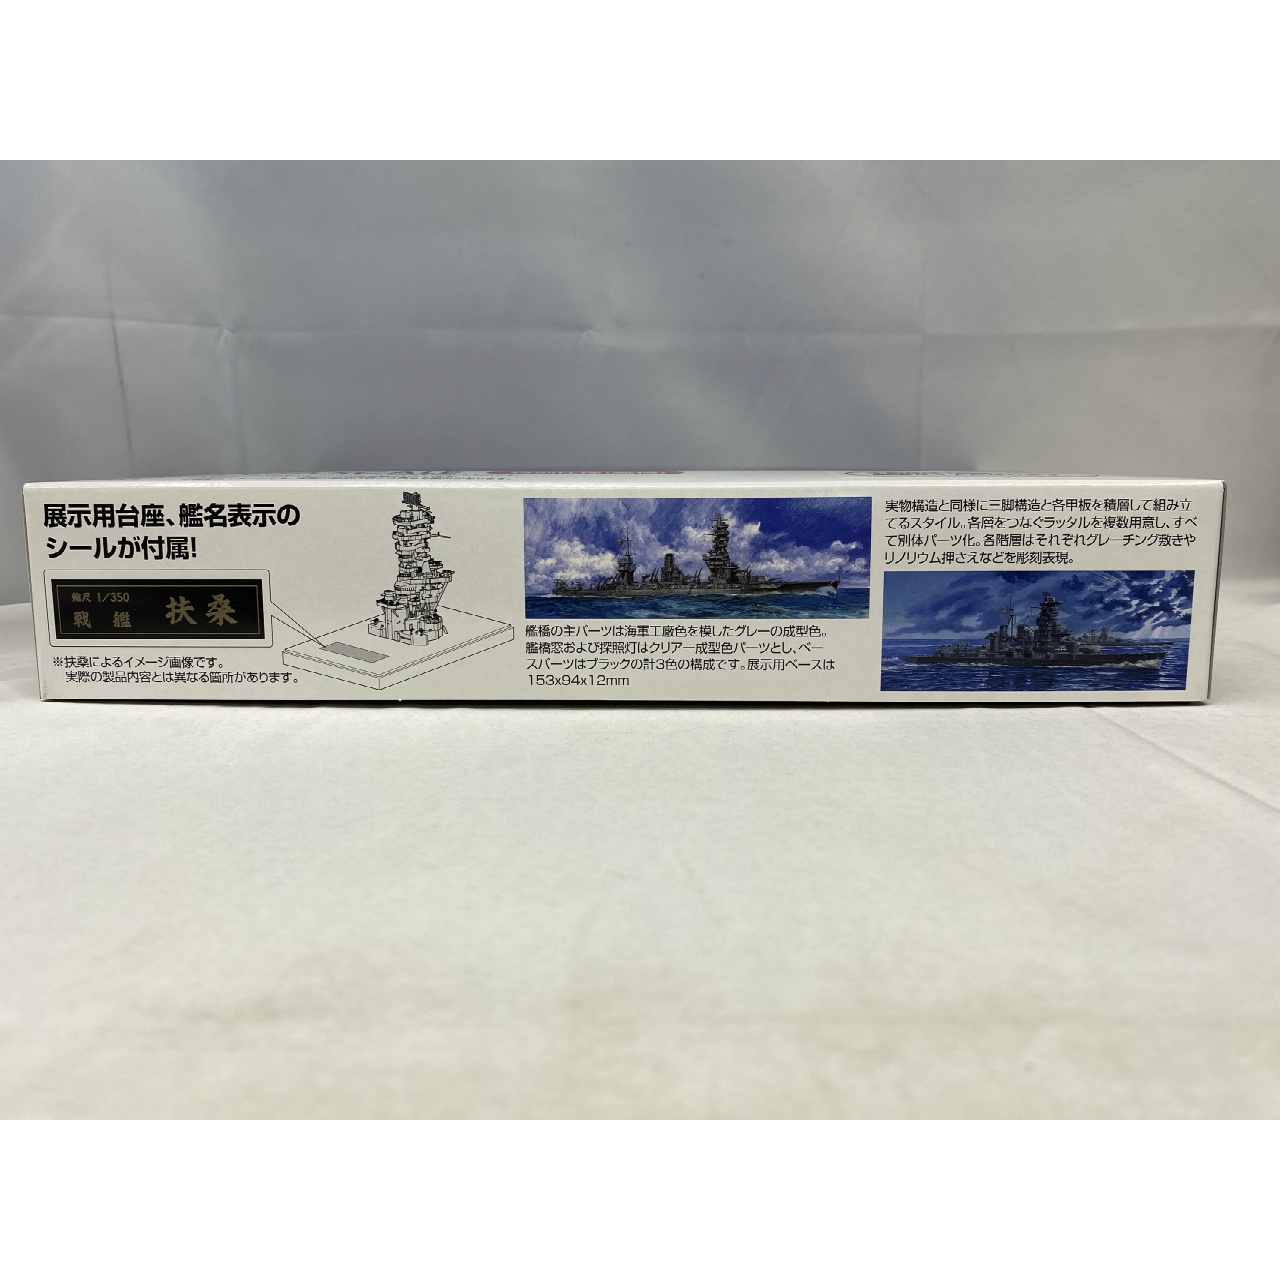 展示用台座、艦名表示の
シールが付属!
縮尺 1/350
戦艦 扶桑
※扶桑によるイメージ画像です。
実際の製品内容とは異なる箇所があります。
艦橋の主パーツは海軍工廠色を模したグレーの成型色。
艦橋窓および探照灯はクリアー成型色パーツとし、ベー
スパーツはブラックの計3色の構成です。展示用ベースは
153x94x12mm
実物構造と同様に三脚構造と各甲板を積層して組み立
てるスタイル。各層をつなぐラッタルを複数用意し、すべ
て別体パーツ化。各階層はそれぞれグレーチング敷きや
リノリウム押さえなどを彫刻表現。